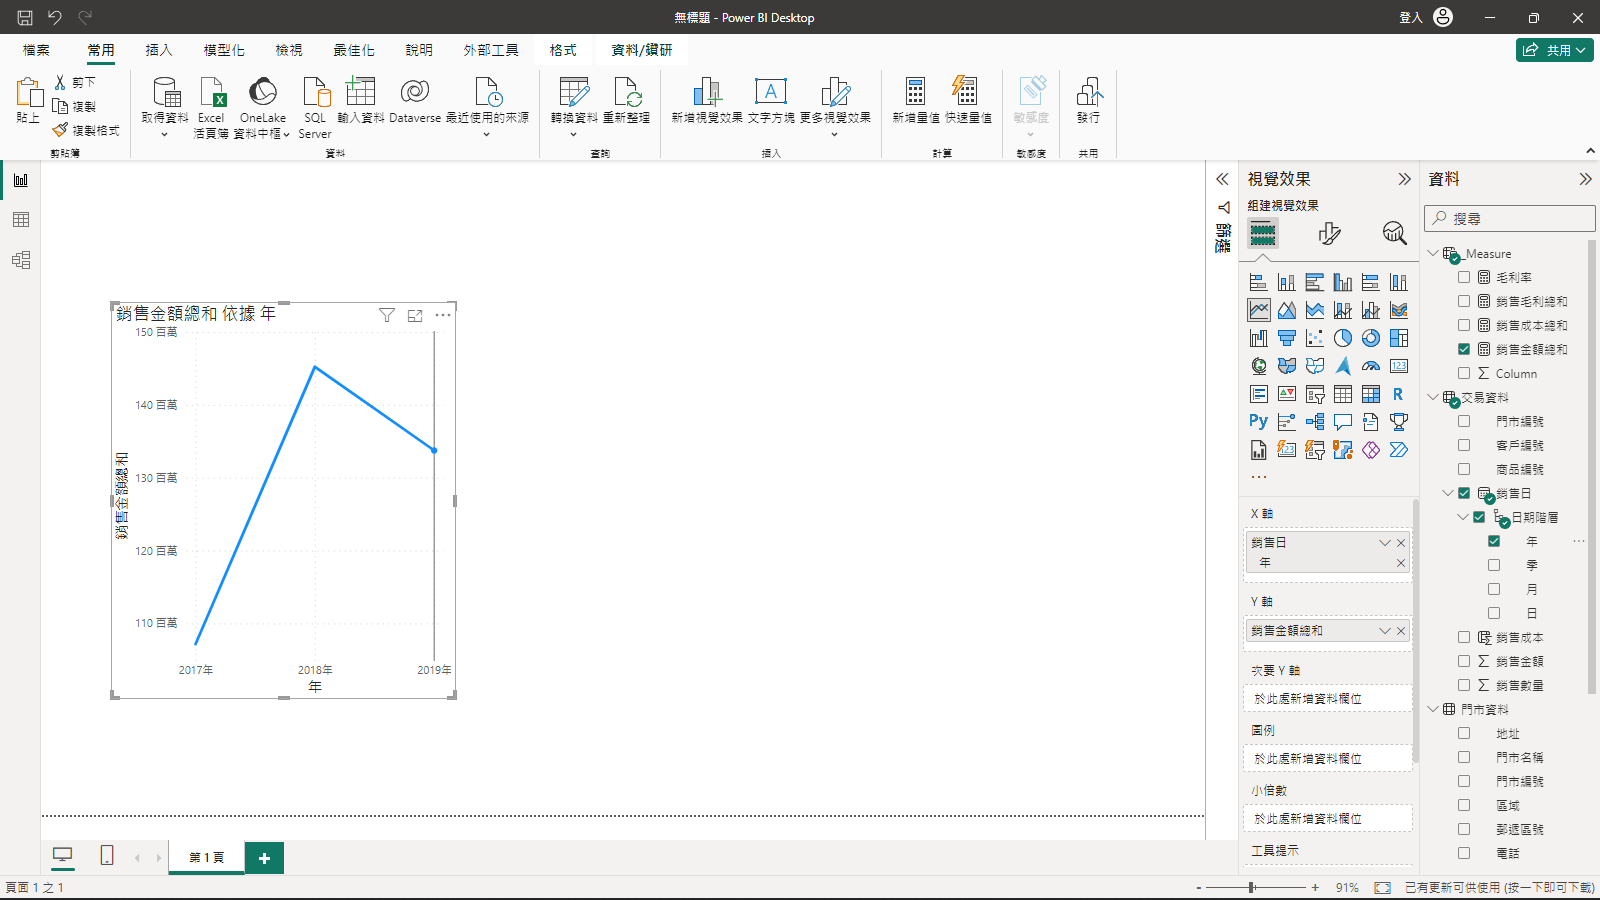 無標題 - Power BI Desktop
登入
檔案
常用
插入
模型化
檢視
最佳化
說明
外部工具
格式
資料/鑽研
共用
貼上
剪下
複製
複製格式
剪貼簿
取得資料
Excel
活頁簿
OneLake
資料中樞
SQL
Server
輸入資料
Dataverse
最近使用的來源
資料
轉換資料
重新整理
查詢
新增視覺效果
文字方塊
更多視覺效果
插入
新增量值
快速量值
計算
敏感度
敏感度
發行
共用
銷售金額總和 依據 年
150 百萬
140 百萬
130 百萬
120 百萬
110 百萬
銷售金額總和
2017年
2018年
2019年
年
篩選
視覺效果
組建視覺效果
123
R
Py
123
X 軸
銷售日
年
Y 軸
銷售金額總和
次要 Y 軸
於此處新增資料欄位
圖例
於此處新增資料欄位
小倍數
於此處新增資料欄位
工具提示
資料
搜尋
_Measure
毛利率
銷售毛利總和
銷售成本總和
銷售金額總和
Column
交易資料
門市編號
客戶編號
商品編號
銷售日
日期階層
年
季
月
日
銷售成本
銷售金額
銷售數量
門市資料
地址
門市名稱
門市編號
區域
郵遞區號
電話
第 1 頁
頁面 1 之 1
- + 91%
已有更新可供使用 (按一下即可下載)